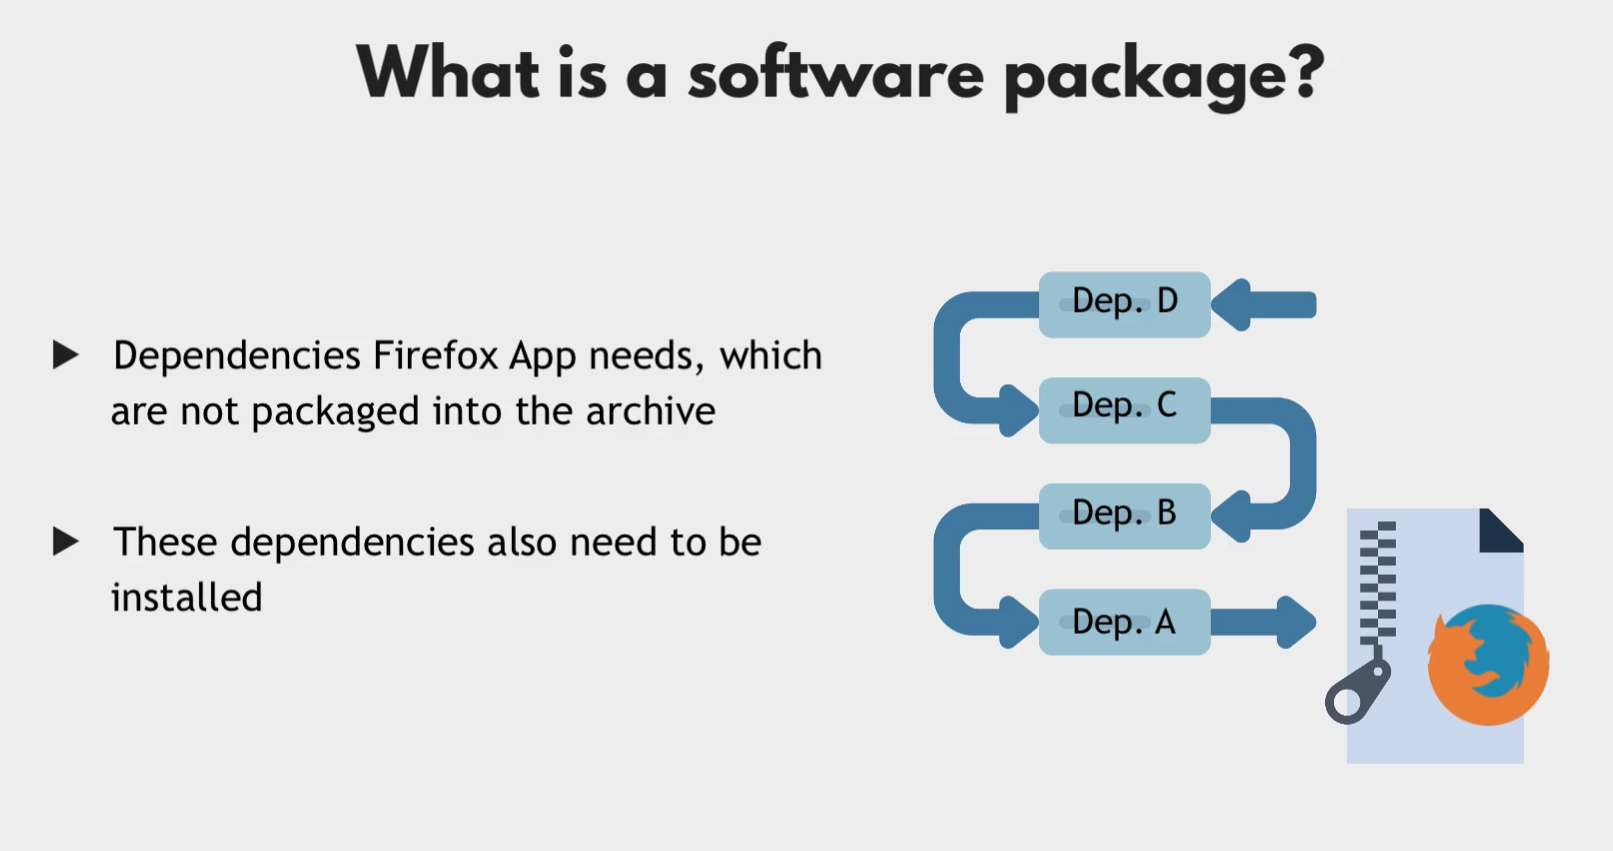 What is a software package?
Dependencies Firefox App needs, which
are not packaged into the archive
These dependencies also need to be
installed
Dep. D
Dep. C
Dep. B
Dep. A